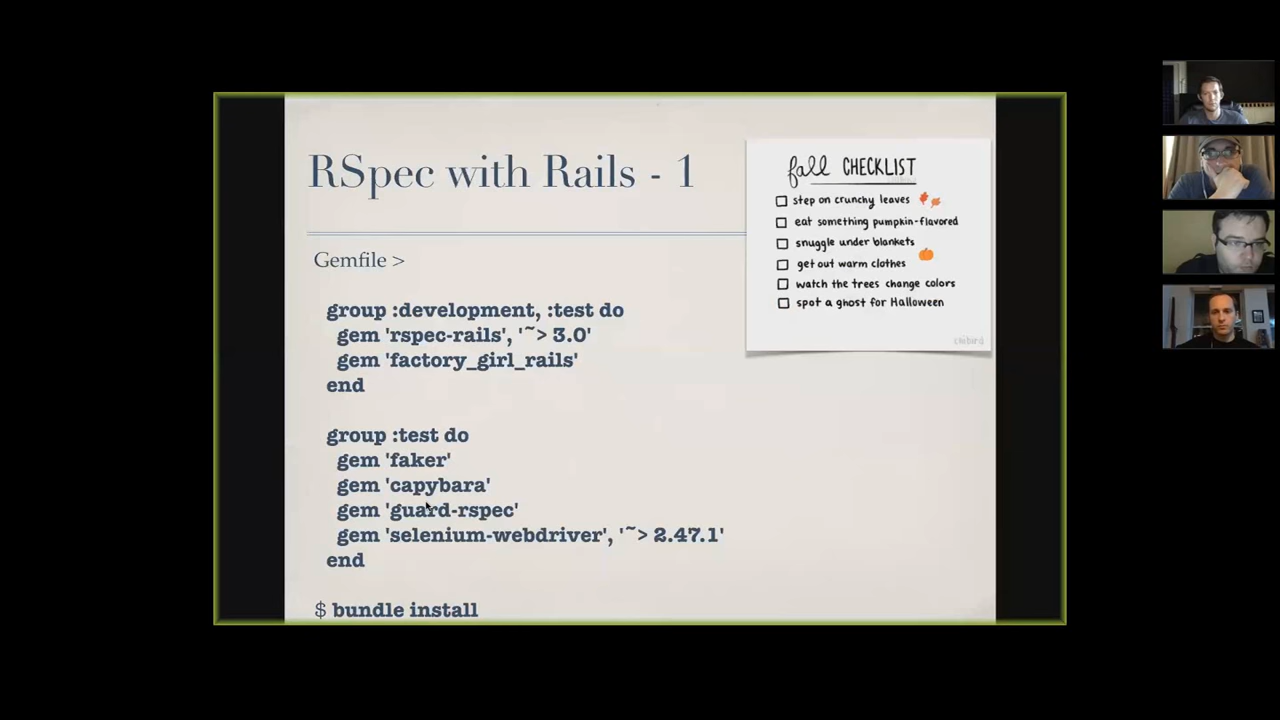 RSpec with Rails - 1
Gemfile >
group :development, :test do
gem 'rspec-rails', '~> 3.0'
gem 'factory_girl_rails'
end
group :test do
gem 'faker'
gem 'capybara'
gem 'guard-rspec'
gem 'selenium-webdriver', '~> 2.47.1'
end
$ bundle install
fall CHECKLIST
step on crunchy leaves
eat something pumpkin-flavored
snuggle under blankets
get out warm clothes
watch the trees change colors
spot a ghost for Halloween